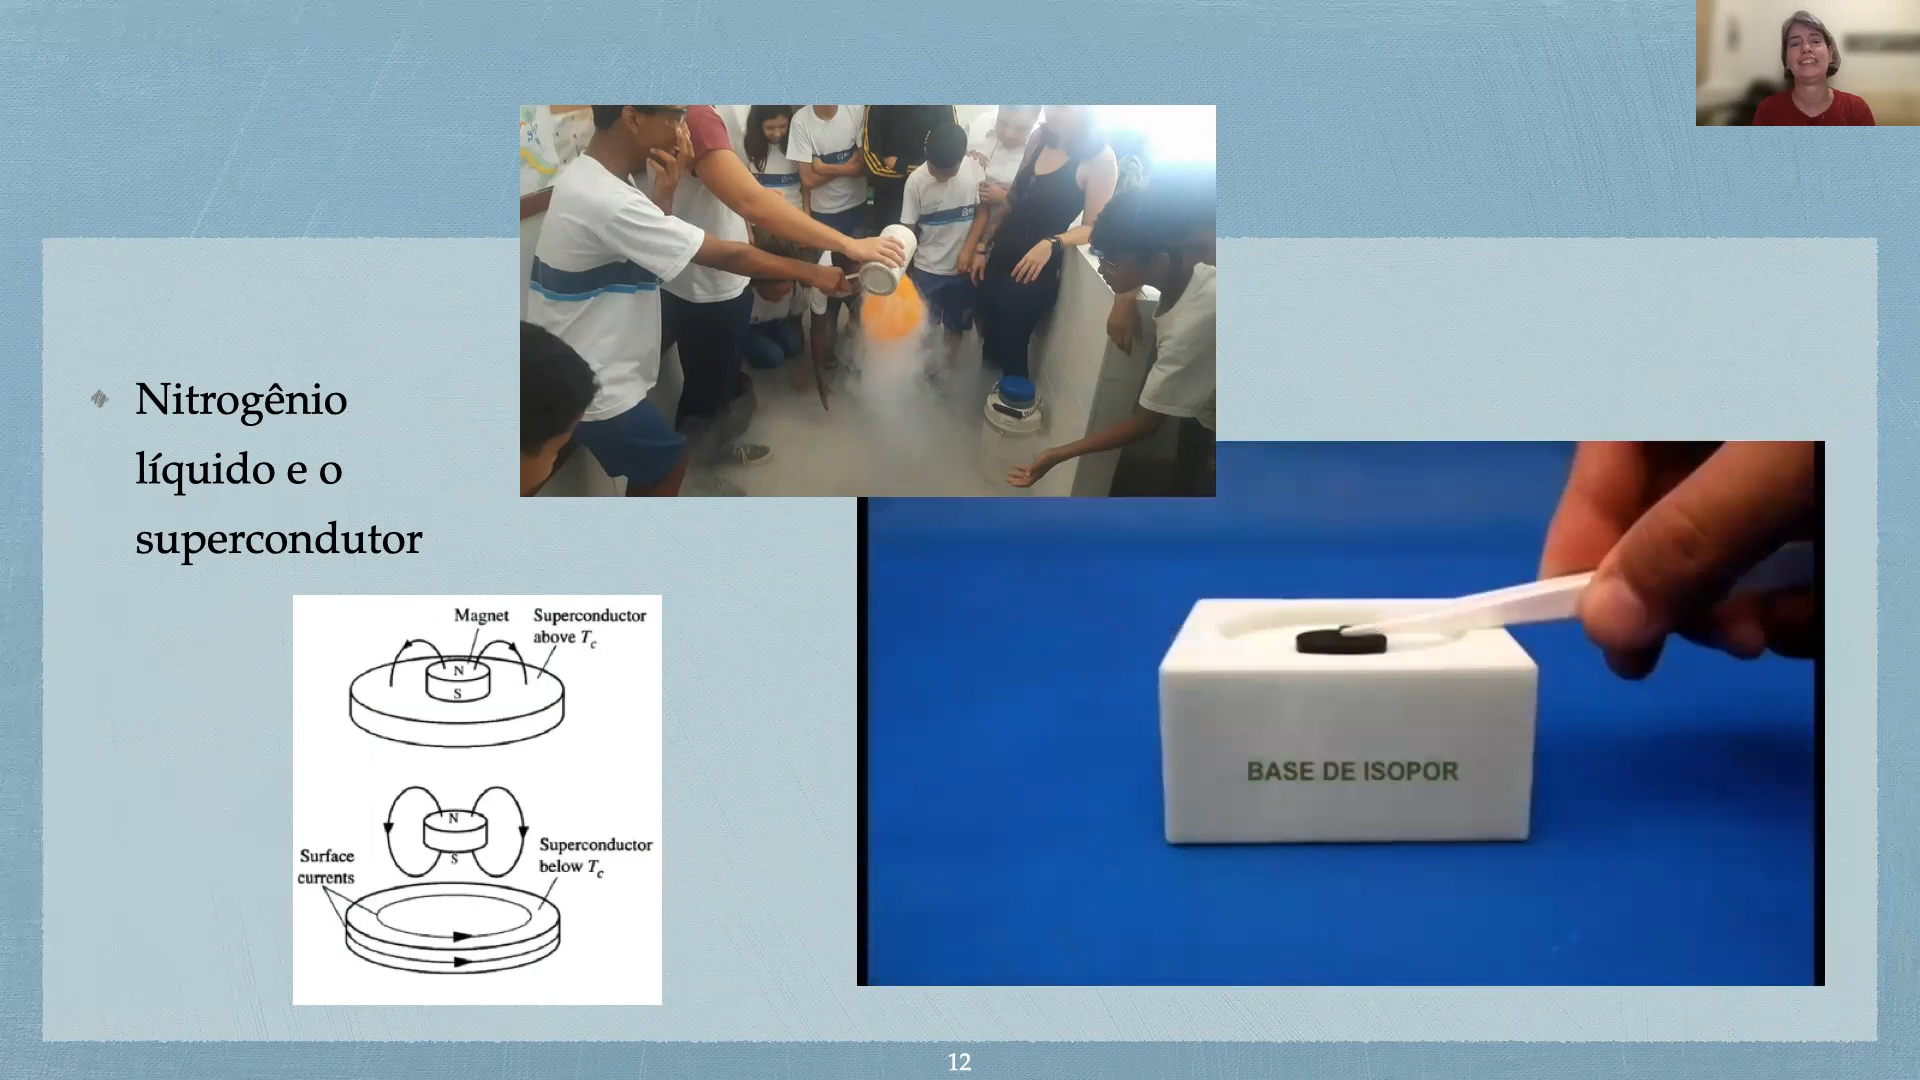 Nitrogênio
líquido e o
supercondutor
Magnet
Superconductor
above Tc
N
S
N
S
Superconductor
below Tc
Surface
currents
BASE DE ISOPOR
12